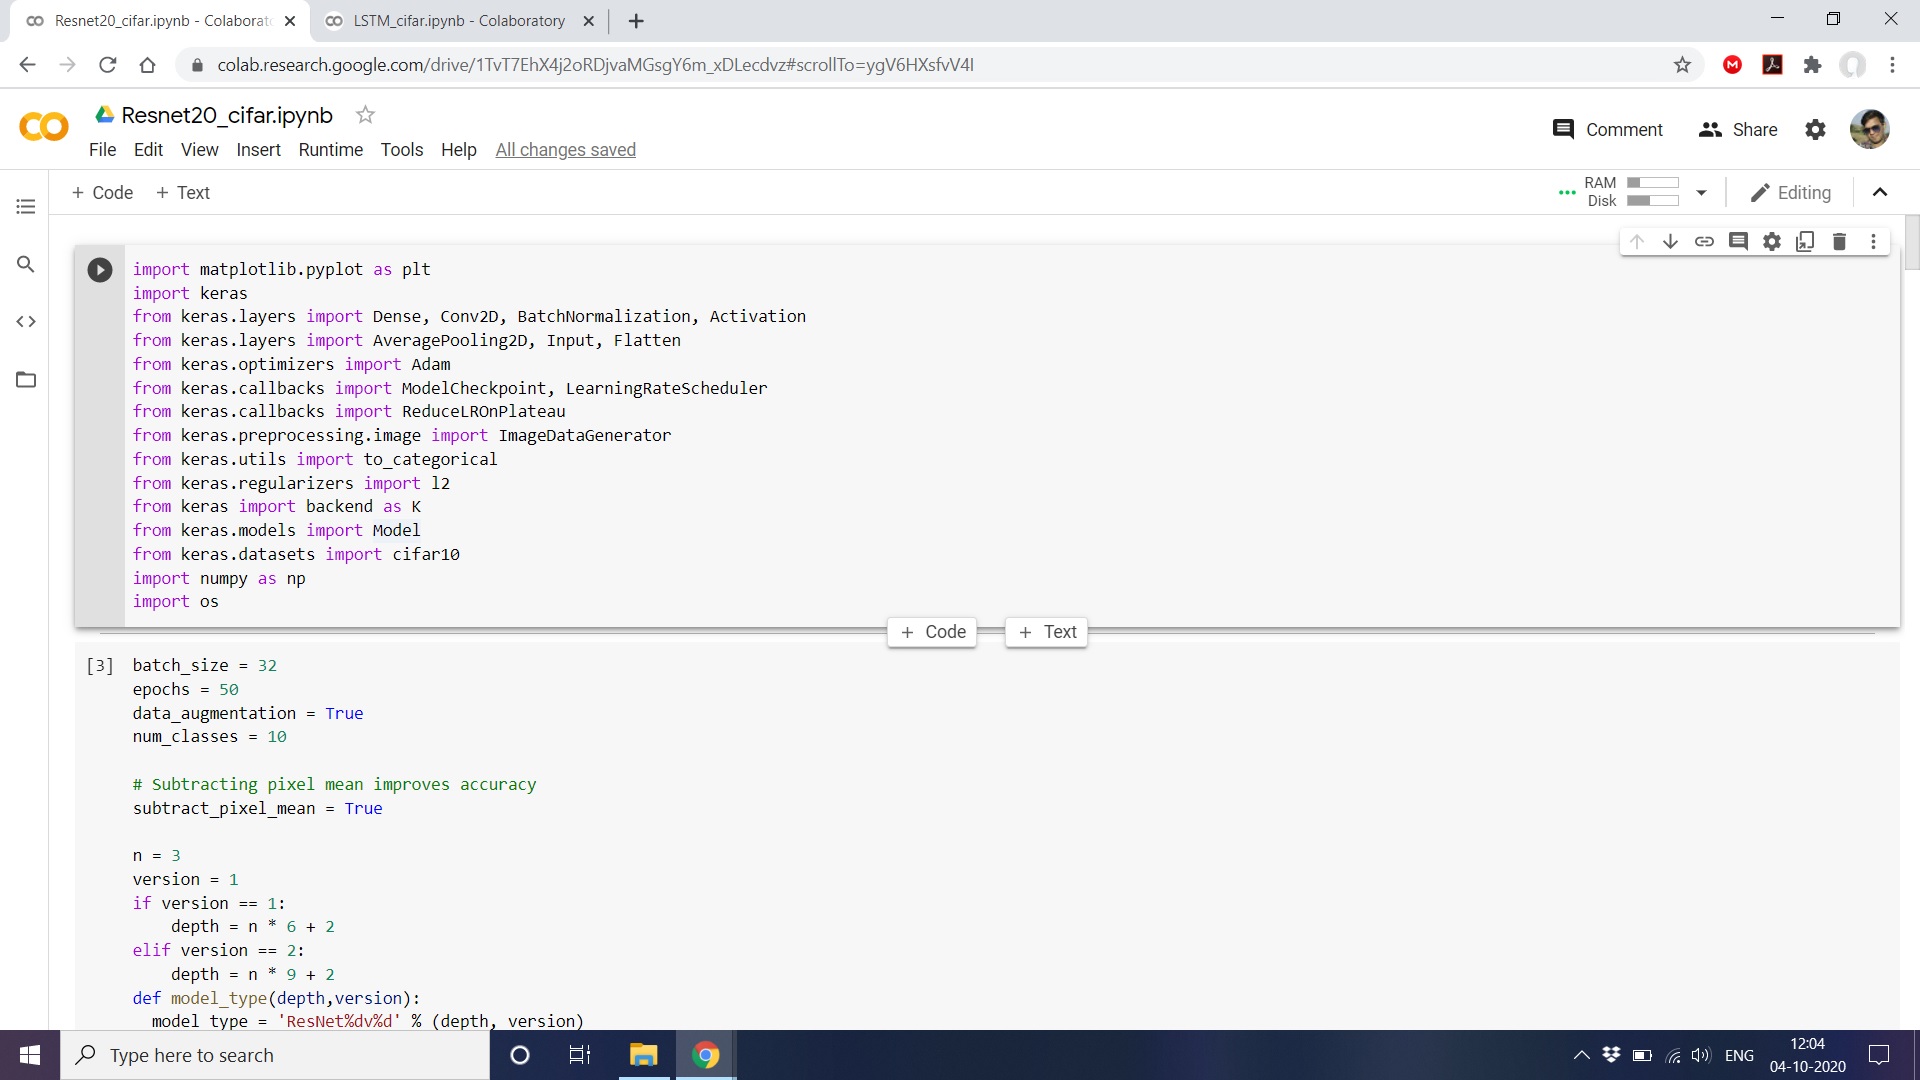 Resnet20_cifar.ipynb - Colaborat
LSTM_cifar.ipynb - Colaboratory
colab.research.google.com/drive/1TvT7EhX4j2oRDjvaMGsgY6m_xDLecdvz#scrollTo=ygV6HXsfvV4I
Resnet20_cifar.ipynb
Comment
Share
File Edit View Insert Runtime Tools Help All changes saved
+ Code + Text
RAM
Disk
Editing
import matplotlib.pyplot as plt
import keras
from keras.layers import Dense, Conv2D, BatchNormalization, Activation
from keras.layers import AveragePooling2D, Input, Flatten
from keras.optimizers import Adam
from keras.callbacks import ModelCheckpoint, LearningRateScheduler
from keras.callbacks import ReduceLROnPlateau
from keras.preprocessing.image import ImageDataGenerator
from keras.utils import to_categorical
from keras.regularizers import l2
from keras import backend as K
from keras.models import Model
from keras.datasets import cifar10
import numpy as np
import os
+ Code + Text
[3] batch_size = 32
epochs = 50
data_augmentation = True
num_classes = 10
# Subtracting pixel mean improves accuracy
subtract_pixel_mean = True
n = 3
version = 1
if version == 1:
depth = n * 6 + 2
elif version == 2:
depth = n * 9 + 2
def model_type(depth,version):
model_type = 'ResNet%dv%d' % (depth, version)
Type here to search
ENG
12:04
04-10-2020